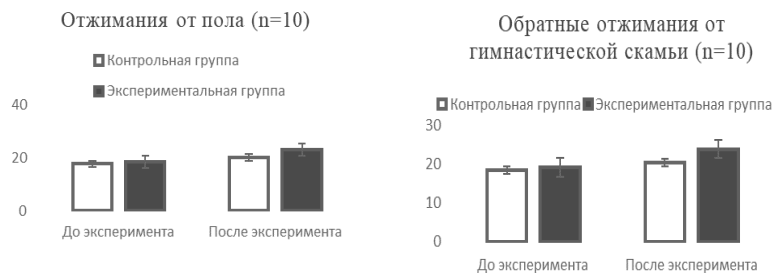 Отжимания от пола (n=10)
Контрольная группа
Экспериментальная группа
40
20
0
До эксперимента После эксперимента
Обратные отжимания от
гимнастической скамьи (n=10)
Контрольная группа Экспериментальная группа
30
20
10
0
До эксперимента После эксперимента